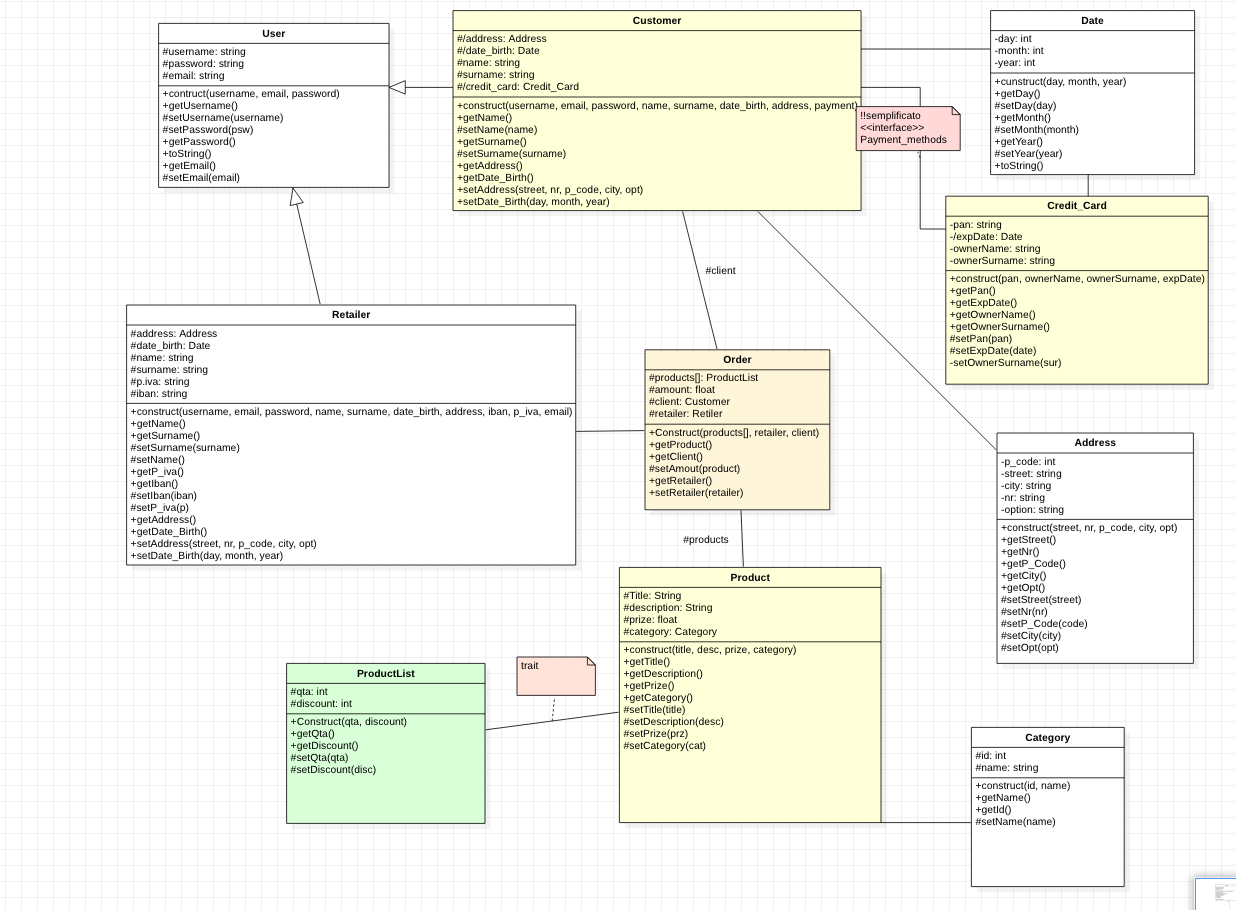 User
#username: string
#password: string
#email: string
+contruct(username, email, password)
+getUsername()
#setUsername(username)
#setPassword(psw)
+getPassword()
+toString()
+getEmail()
#setEmail(email)
Customer
#/address: Address
#/date_birth: Date
#name: string
#surname: string
#/credit_card: Credit_Card
+construct(username, email, password, name, surname, date_birth, address, payment)
+getName()
#setName(name)
+getSurname()
#setSurname(surname)
+getAddress()
+getDate_Birth()
+setAddress(street, nr, p_code, city, opt)
+setDate_Birth(day, month, year)
!!semplificato
<<interface>>
Payment_methods
Date
-day: int
-month: int
-year: int
+cunstruct(day, month, year)
+getDay()
#setDay(day)
+getMonth()
#setMonth(month)
+getYear()
#setYear(year)
+toString()
Credit_Card
-pan: string
-/expDate: Date
-ownerName: string
-ownerSurname: string
+construct(pan, ownerName, ownerSurname, expDate)
+getPan()
+getExpDate()
+getOwnerName()
+getOwnerSurname()
#setPan(pan)
#setExpDate(date)
-setOwnerSurname(sur)
#client
Retailer
#address: Address
#date_birth: Date
#name: string
#surname: string
#p.iva: string
#iban: string
+construct(username, email, password, name, surname, date_birth, address, iban, p_iva, email)
+getName()
+getSurname()
#setSurname(surname)
#setName()
+getP_iva()
+getIban()
#setIban(iban)
#setP_iva(p)
+getAddress()
+getDate_Birth()
+setAddress(street, nr, p_code, city, opt)
+setDate_Birth(day, month, year)
Order
#products[]: ProductList
#amount: float
#client: Customer
#retailer: Retiler
+Construct(products[], retailer, client)
+getProduct()
+getClient()
#setAmout(product)
+getRetailer()
+setRetailer(retailer)
Address
-p_code: int
-street: string
-city: string
-nr: string
-option: string
+construct(street, nr, p_code, city, opt)
+getStreet()
+getNr()
+getP_Code()
+getCity()
+getOpt()
#setStreet(street)
#setNr(nr)
#setP_Code(code)
#setCity(city)
#setOpt(opt)
#products
Product
#Title: String
#description: String
#prize: float
#category: Category
+construct(title, desc, prize, category)
+getTitle()
+getDescription()
+getPrize()
+getCategory()
#setTitle(title)
#setDescription(desc)
#setPrize(prz)
#setCategory(cat)
trait
ProductList
#qta: int
#discount: int
+Construct(qta, discount)
+getQta()
+getDiscount()
#setQta(qta)
#setDiscount(disc)
Category
#id: int
#name: string
+construct(id, name)
+getName()
+getId()
#setName(name)